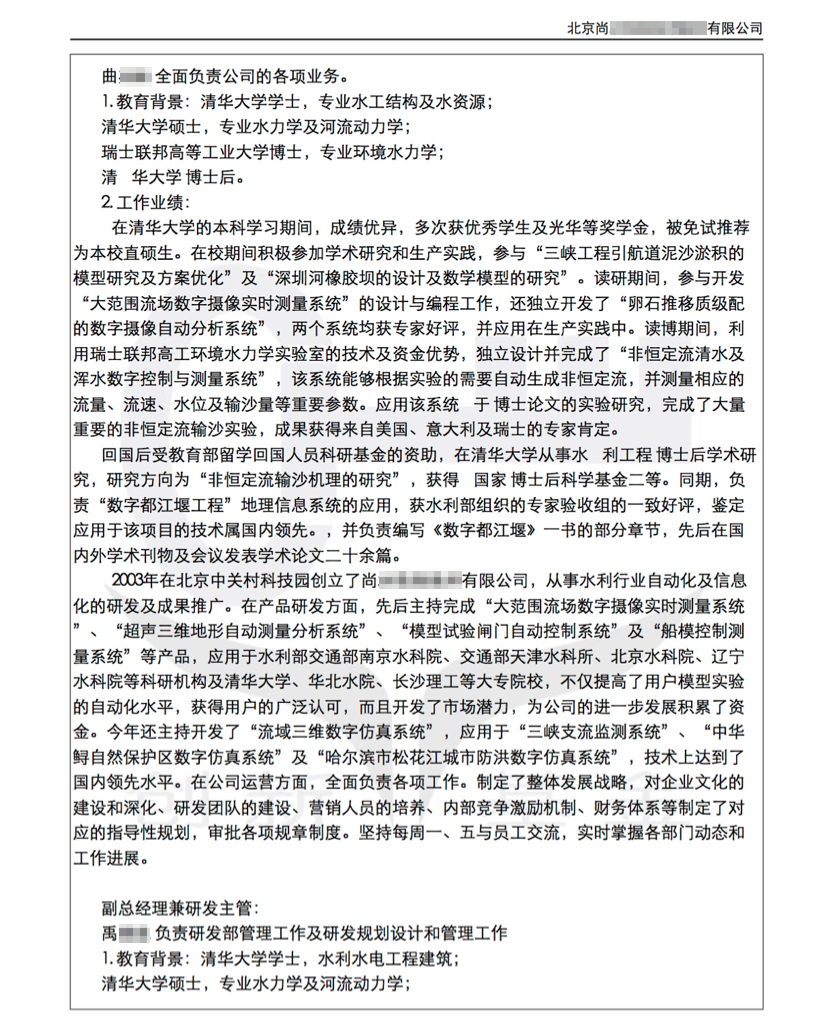 北京尚 有限公司
曲 全面负责公司的各项业务。
1. 教育背景：清华大学学士，专业水工结构及水资源；
清华大学硕士，专业水力学及河流动力学；
瑞士联邦高等工业大学博士，专业环境水力学；
清 华大学 博士后。
2. 工作业绩：
在清华大学的本科学习期间，成绩优异，多次获优秀学生及光华等奖学金，被免试推荐
为本校直硕生。在校期间积极参加学术研究和生产实践，参与“三峡工程引航道泥沙淤积的
模型研究及方案优化”及“深圳河橡胶坝的设计及数学模型的研究”。读研期间，参与开发
“大范围流场数字摄像实时测量系统”的设计与编程工作，还独立开发了“卵石推移质级配
的数字摄像自动分析系统”，两个系统均获专家好评，并应用在生产实践中。读博期间，利
用瑞士联邦高工环境水力学实验室的技术及资金优势，独立设计并完成了“非恒定流清水及
浑水数字控制与测量系统”，该系统能够根据实验的需要自动生成非恒定流，并测量相应的
流量、流速、水位及输沙量等重要参数。应用该系统 于 博士论文的实验研究，完成了大量
重要的非恒定流输沙实验，成果获得来自美国、意大利及瑞士的专家肯定。
回国后受教育部留学回国人员科研基金的资助，在清华大学从事水 利工程 博士后学术研
究，研究方向为“非恒定流输沙机理的研究”，获得 国家 博士后科学基金二等。同期，负
责“数字都江堰工程”地理信息系统的应用，获水利部组织的专家验收组的一致好评，鉴定
应用于该项目的技术属国内领先。，并负责编写《数字都江堰》一书的部分章节，先后在国
内外学术刊物及会议发表学术论文二十余篇。
2003年在北京中关村科技园创立了尚 有限公司，从事水利行业自动化及信息
化的研发及成果推广。在产品研发方面，先后主持完成“大范围流场数字摄像实时测量系统
”、“超声三维地形自动测量分析系统”、“模型试验闸门自动控制系统”及“船模控制测
量系统”等产品，应用于水利部交通部南京水科院、交通部天津水科所、北京水科院、辽宁
水科院等科研机构及清华大学、华北水院、长沙理工等大专院校，不仅提高了用户模型实验
的自动化水平，获得用户的广泛认可，而且开发了市场潜力，为公司的进一步发展积累了资
金。今年还主持开发了“流域三维数字仿真系统”，应用于“三峡支流监测系统”、“中华
鲟自然保护区数字仿真系统”及“哈尔滨市松花江城市防洪数字仿真系统”，技术上达到了
国内领先水平。在公司运营方面，全面负责各项工作。制定了整体发展战略，对企业文化的
建设和深化、研发团队的建设、营销人员的培养、内部竞争激励机制、财务体系等制定了对
应的指导性规划，审批各项规章制度。坚持每周一、五与员工交流，实时掌握各部门动态和
工作进展。
副总经理兼研发主管：
禹 负责研发部管理工作及研发规划设计和管理工作
1. 教育背景：清华大学学士，水利水电工程建筑；
清华大学硕士，专业水力学及河流动力学；